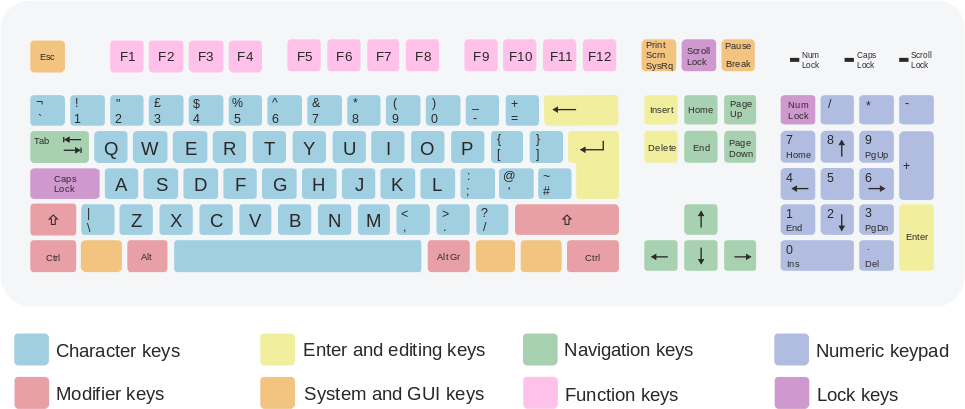 Esc F1 F2 F3 F4 F5 F6 F7 F8 F9 F10 F11 F12
Print
Scrn
SysRq
Scroll
Lock
Pause
Break
Num
Lock
Caps
Lock
Scroll
Lock
¬ ! " £ $ % ^ & * ( ) _ +
` 1 2 3 4 5 6 7 8 9 0 - =
Insert Home Page
Up
Num
Lock
/ * -
Tab Q W E R T Y U I O P { }
[ ]
Delete End Page
Down
7 8 9 +
Home PgUp
Caps
Lock
A S D F G H J K L : @ ~
; ' #
4 5 6
| Z X C V B N M < > ?
\ , . /
1 2 3
End PgDn
Enter
Ctrl Alt Alt Gr Ctrl
0 .
Ins Del
Character keys Enter and editing keys Navigation keys Numeric keypad
Modifier keys System and GUI keys Function keys Lock keys